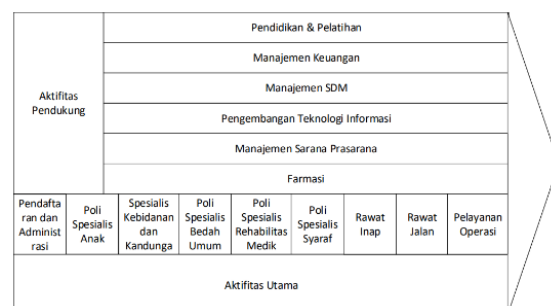 Pendidikan & Pelatihan
Manajemen Keuangan
Aktifitas
Pendukung
Manajemen SDM
Pengembangan Teknologi Informasi
Manajemen Sarana Prasarana
Farmasi
Pendafta
ran dan
Administ
rasi
Poli
Spesialis
Anak
Spesialis
Kebidanan
dan
Kandunga
Poli
Spesialis
Bedah
Umum
Poli
Spesialis
Rehabilitas
Medik
Poli
Spesialis
Syaraf
Rawat
Inap
Rawat
Jalan
Pelayanan
Operasi
Aktifitas Utama